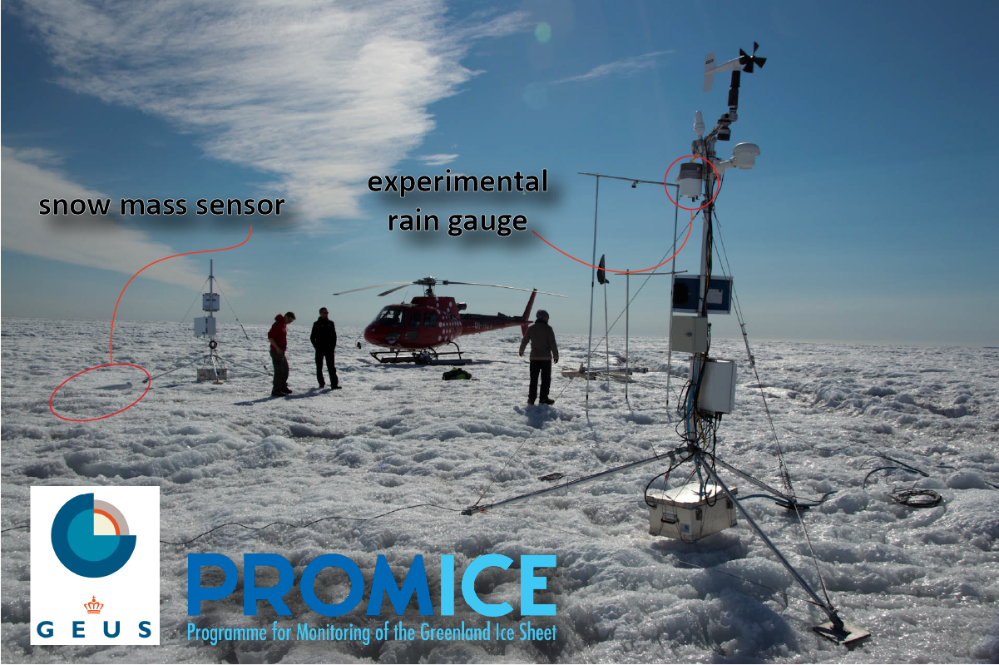 snow mass sensor
experimental
rain gauge
GEUS
PROMICE
Programme for Monitoring of the Greenland Ice Sheet